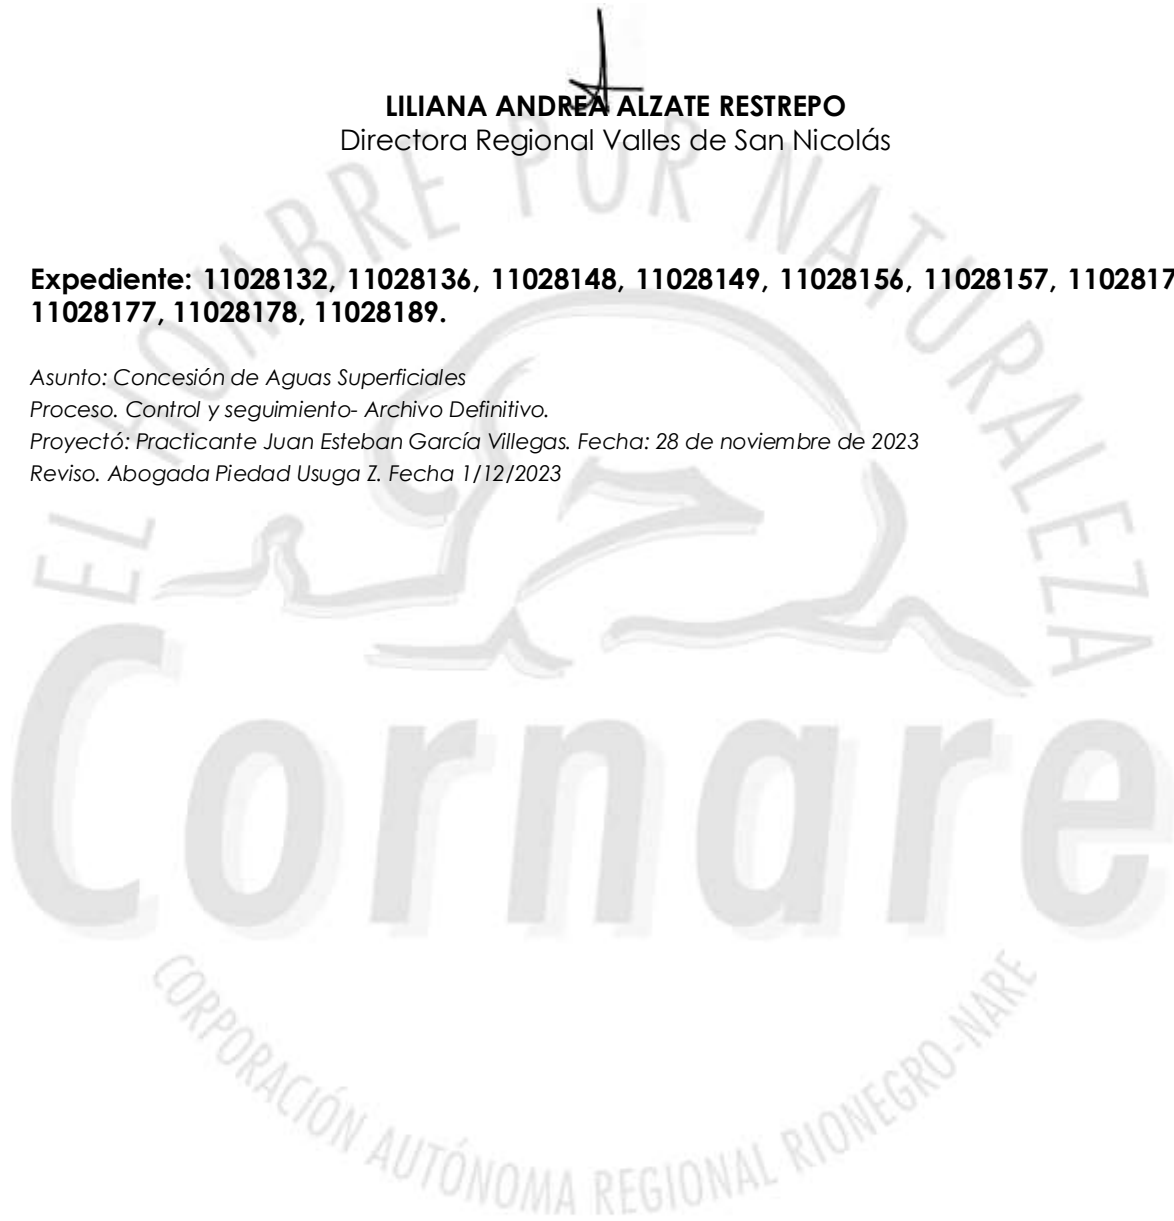 LILIANA ANDREA ALZATE RESTREPO
Directora Regional Valles de San Nicolás
Expediente: 11028132, 11028136, 11028148, 11028149, 11028156, 11028157,
11028177, 11028178, 11028189.
Asunto: Concesión de Aguas Superficiales
Proceso. Control y seguimiento- Archivo Definitivo.
Proyectó: Practicante Juan Esteban García Villegas. Fecha: 28 de noviembre de 2023
Reviso. Abogada Piedad Usuga Z. Fecha 1/12/2023
EL HOMBRE POR NATURALEZA
Cornare
CORPORACIÓN AUTÓNOMA REGIONAL RIONEGRO-NARE